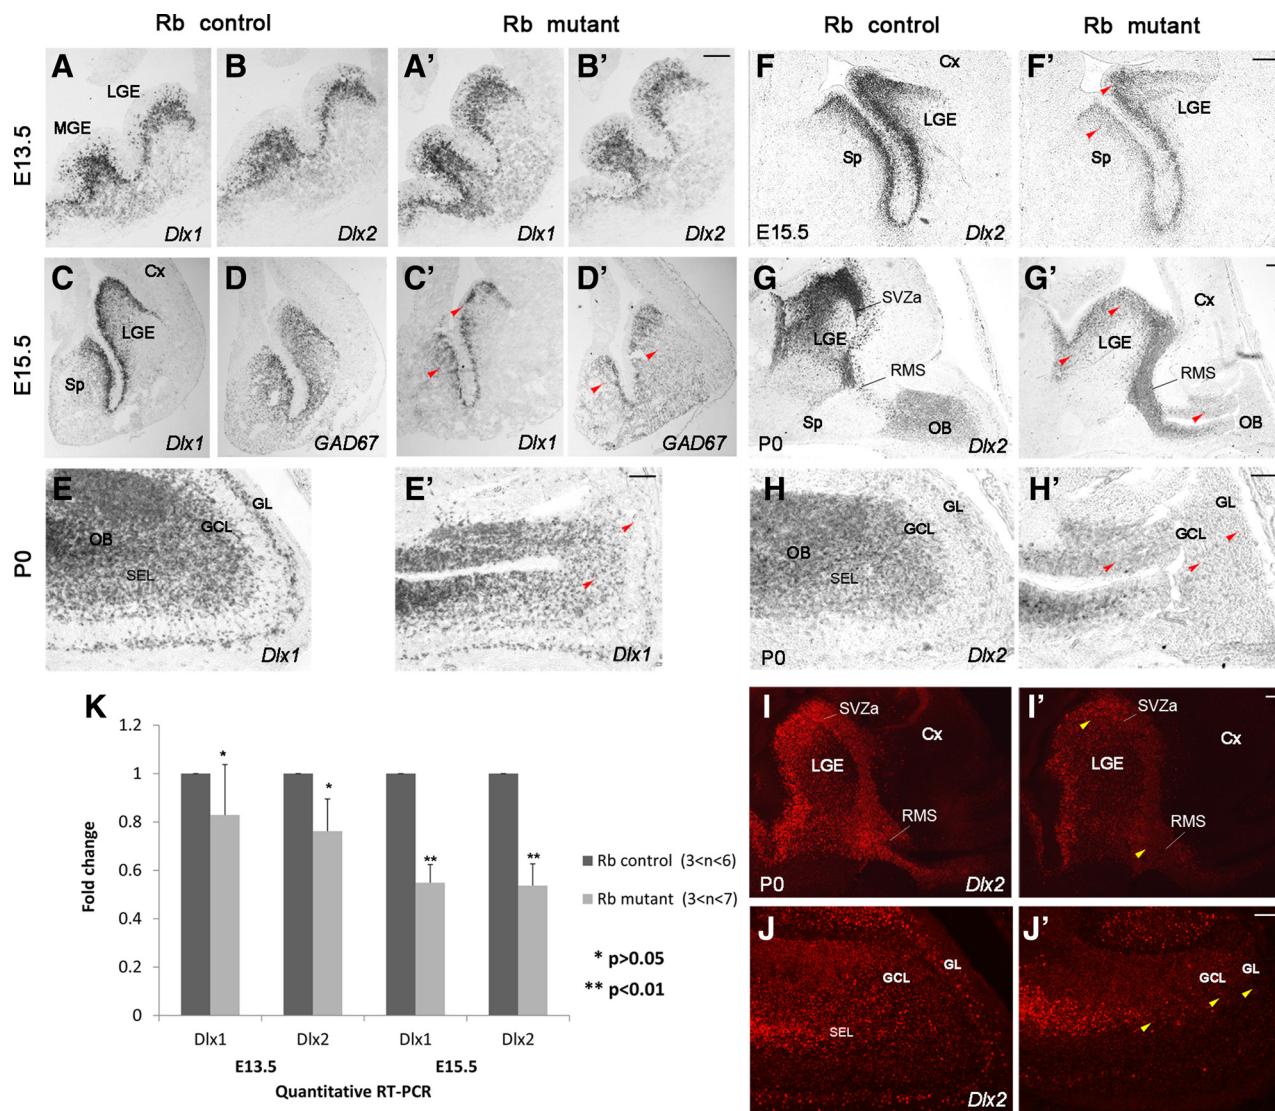 Rb control
Rb mutant
Rb control
Rb mutant
E13.5
A
LGE
MGE
Dlx1
B
Dlx2
A’
Dlx1
B’
Dlx2
F
Cx
LGE
Sp
E15.5
Dlx2
F’
LGE
Sp
E15.5
C
Cx
LGE
Sp
Dlx1
D
GAD67
C’
Dlx1
D’
GAD67
G
SVZa
LGE
RMS
Sp
OB
P0
Dlx2
G’
Cx
LGE
RMS
OB
P0
E
GL
GCL
OB
SEL
Dlx1
E’
Dlx1
H
GL
GCL
OB
SEL
P0
Dlx2
H’
GL
GCL
K
1.2
1
0.8
0.6
0.4
0.2
0
Fold change
*
*
**
**
Dlx1
Dlx2
Dlx1
Dlx2
E13.5
E15.5
Quantitative RT-PCR
Rb control (3<n<6)
Rb mutant (3<n<7)
* p>0.05
** p<0.01
I
SVZa
Cx
LGE
RMS
P0
Dlx2
I’
SVZa
Cx
LGE
RMS
J
GCL
GL
SEL
Dlx2
J’
GCL
GL